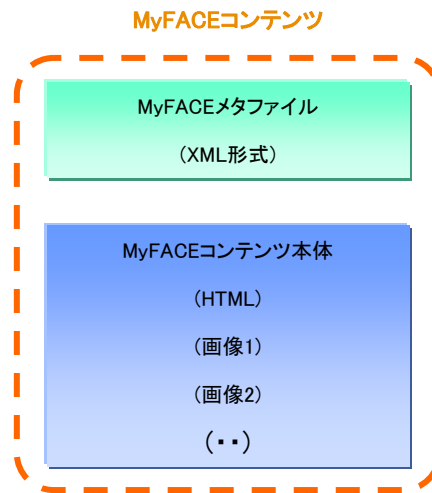 MyFACEコンテンツ
MyFACEメタファイル
(XML形式)
MyFACEコンテンツ本体
(HTML)
(画像1)
(画像2)
(・・)